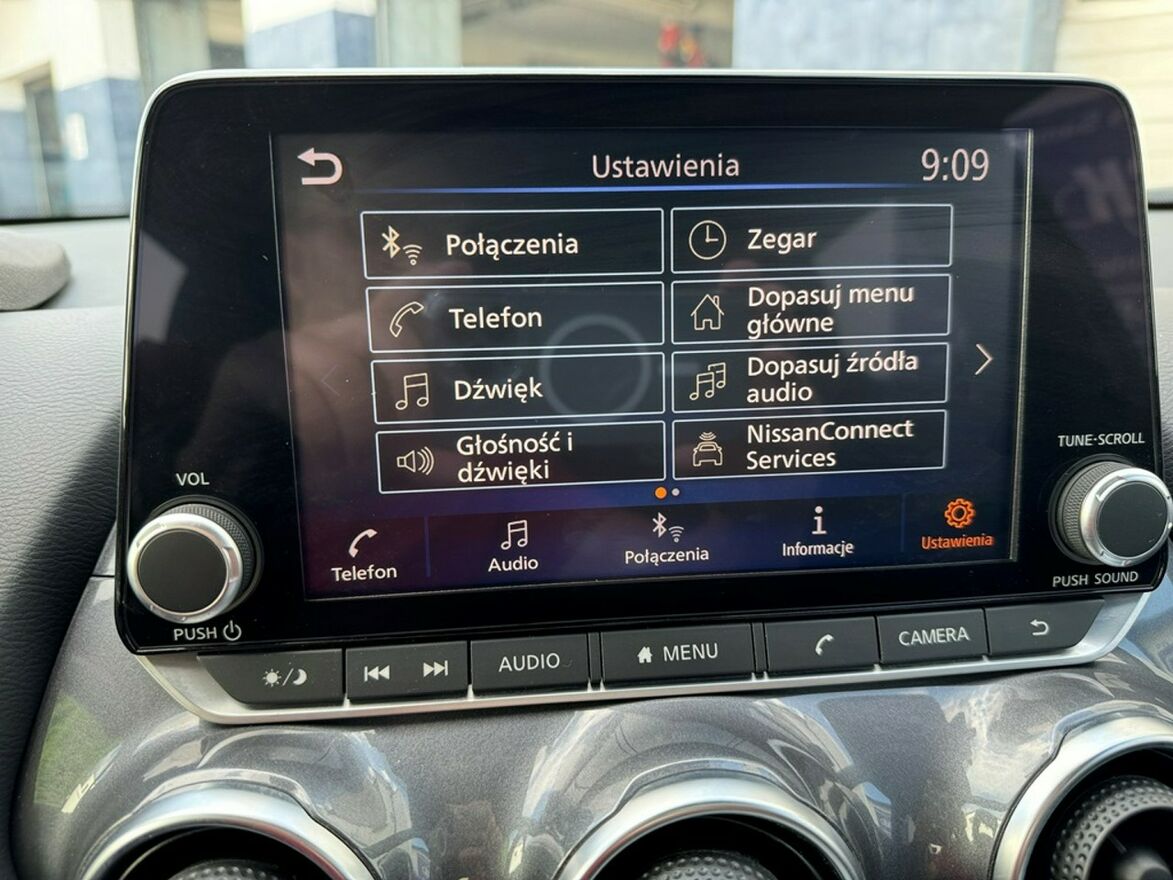 Ustawienia
9:09
Połączenia
Zegar
Telefon
Dopasuj menu
główne
Dźwięk
Dopasuj źródła
audio
Głośność i
dźwięki
NissanConnect
Services
Telefon
Audio
Połączenia
Informacje
Ustawienia
VOL
PUSH
TUNE·SCROLL
PUSH SOUND
AUDIO
MENU
CAMERA